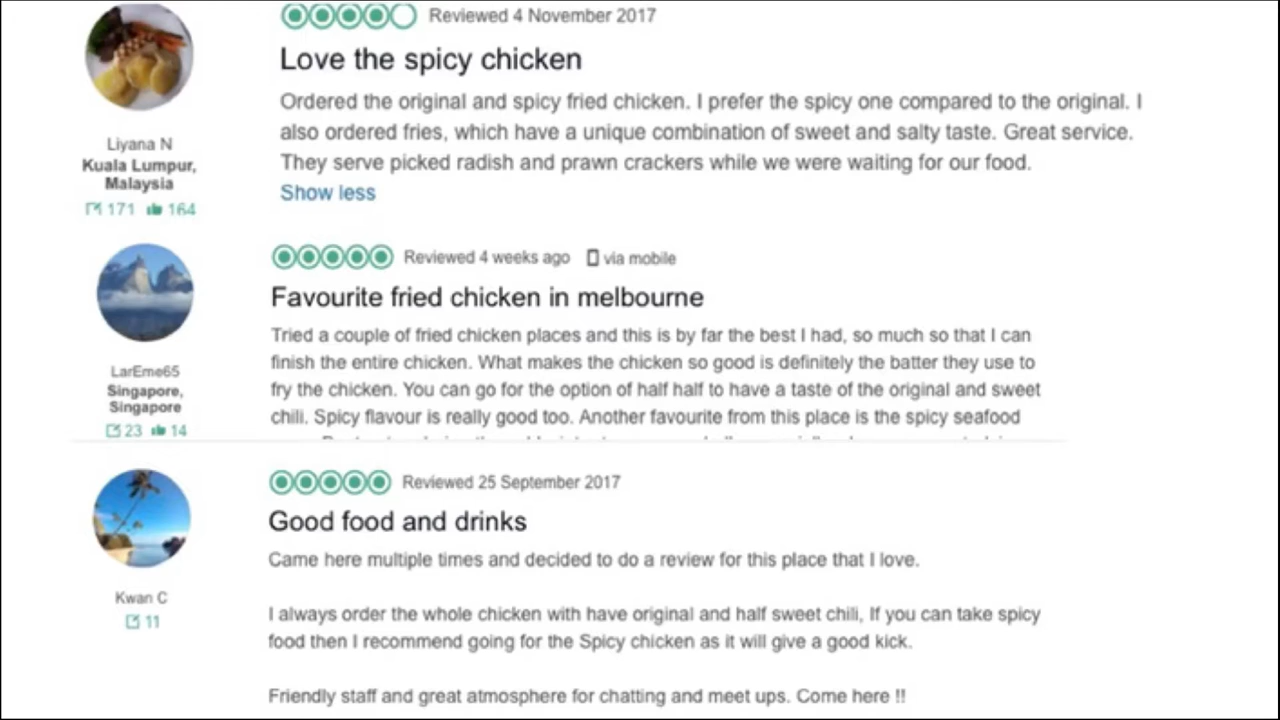 Reviewed 4 November 2017
Love the spicy chicken
Ordered the original and spicy fried chicken. I prefer the spicy one compared to the original. I
also ordered fries, which have a unique combination of sweet and salty taste. Great service.
They serve picked radish and prawn crackers while we were waiting for our food.
Show less
Liyana N
Kuala Lumpur,
Malaysia
171 164
Reviewed 4 weeks ago via mobile
Favourite fried chicken in melbourne
Tried a couple of fried chicken places and this is by far the best I had, so much so that I can
finish the entire chicken. What makes the chicken so good is definitely the batter they use to
fry the chicken. You can go for the option of half half to have a taste of the original and sweet
chili. Spicy flavour is really good too. Another favourite from this place is the spicy seafood
LarEme65
Singapore,
Singapore
23 14
Reviewed 25 September 2017
Good food and drinks
Came here multiple times and decided to do a review for this place that I love.
I always order the whole chicken with have original and half sweet chili, If you can take spicy
food then I recommend going for the Spicy chicken as it will give a good kick.
Friendly staff and great atmosphere for chatting and meet ups. Come here !!
Kwan C
11